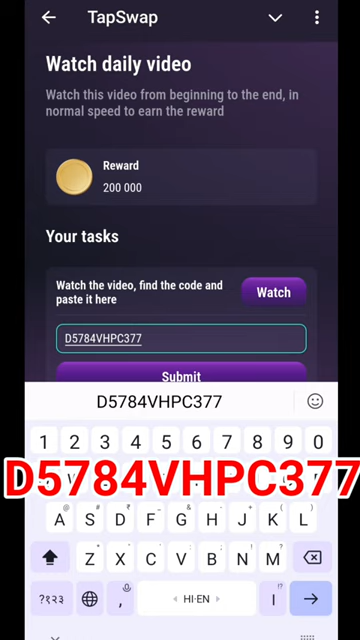 TapSwap
Watch daily video
Watch this video from beginning to the end, in
normal speed to earn the reward
Reward
200 000
Your tasks
Watch the video, find the code and
paste it here
Watch
D5784VHPC377
Submit
D5784VHPC377
1 2 3 4 5 6 7 8 9 0
D5784VHPC377
A S D F G H J K L
Z X C V B N M
?१२३ , HI·EN